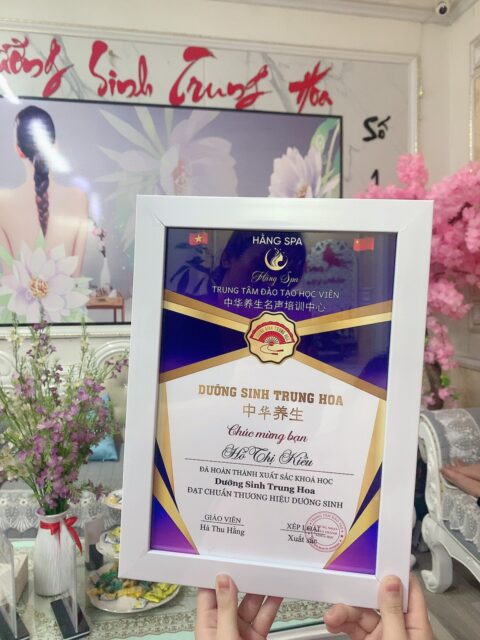 ưỡng Sinh Trung Hoa
Số
1
HẰNG SPA
Hằng Spa
TRUNG TÂM ĐÀO TẠO HỌC VIÊN
中华养生名声培训中心
DƯỠNG SINH TRUNG HOA
中华养生
Chúc mừng bạn
Hồ Thị Kiều
ĐÃ HOÀN THÀNH XUẤT SẮC KHOÁ HỌC
Dưỡng Sinh Trung Hoa
ĐẠT CHUẨN THƯƠNG HIỆU DƯỠNG SINH
GIÁO VIÊN
Hà Thu Hằng
XẾP LOẠI
Xuất sắc